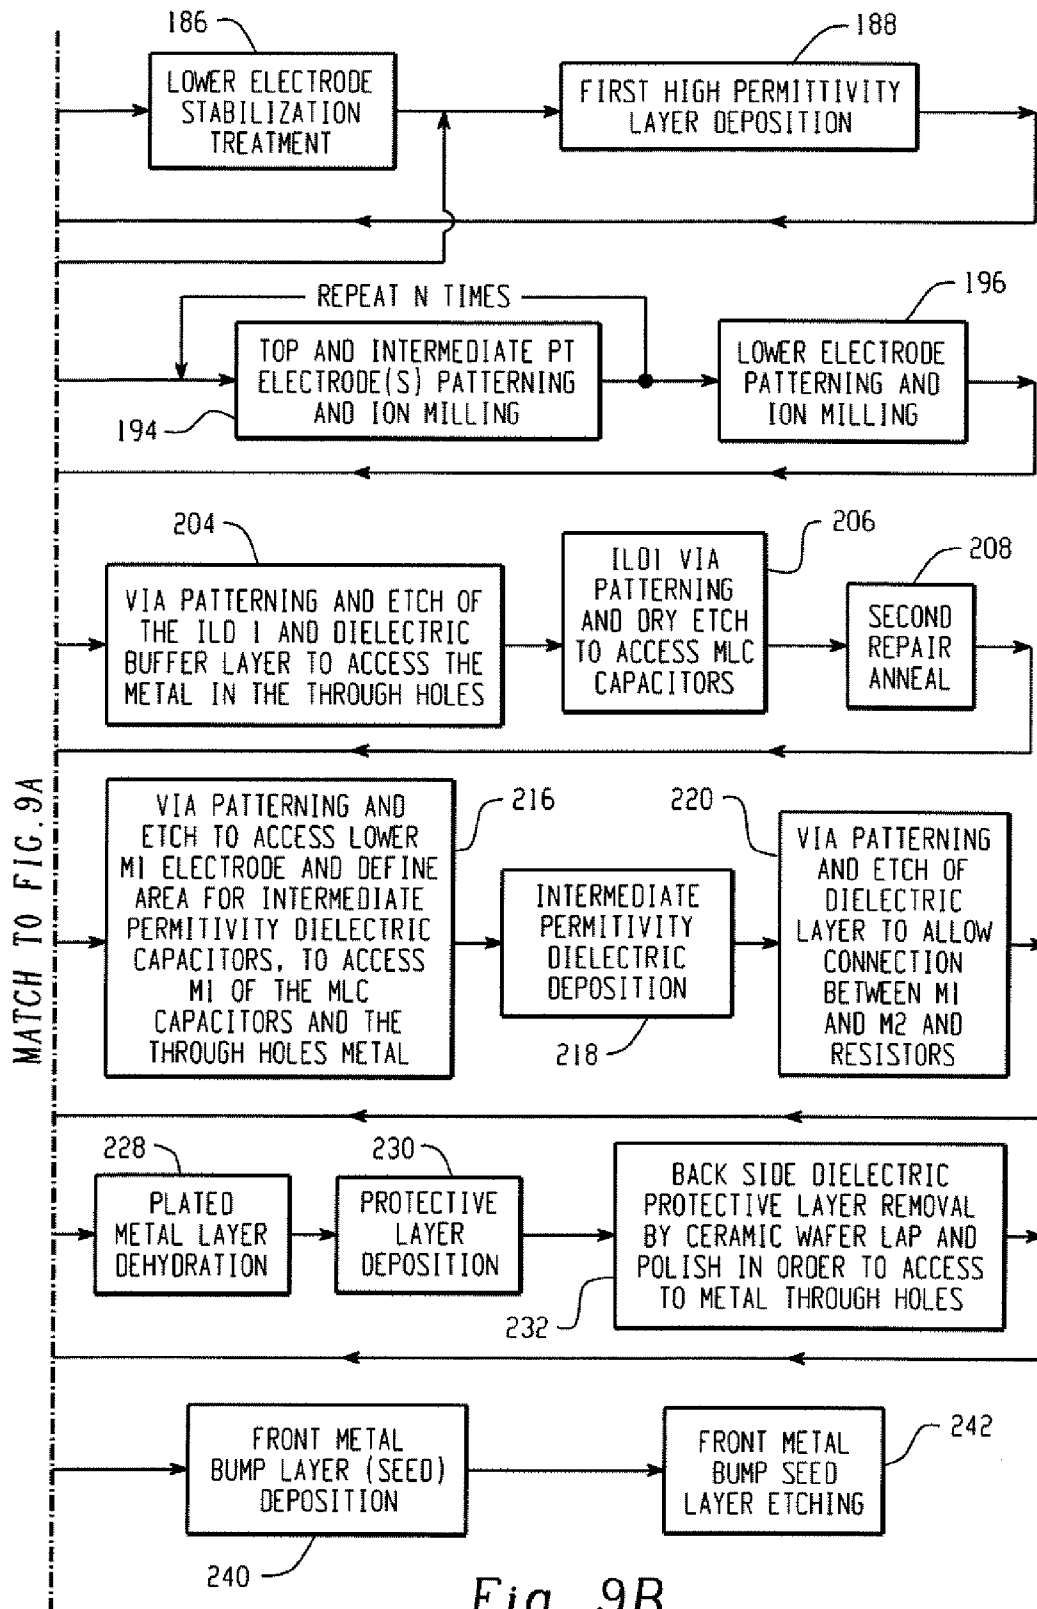 186
188
LOWER ELECTRODE
STABILIZATION
TREATMENT
FIRST HIGH PERMITTIVITY
LAYER DEPOSITION
REPEAT N TIMES
196
TOP AND INTERMEDIATE PT
ELECTRODE(S) PATTERNING
AND ION MILLING
194
LOWER ELECTRODE
PATTERNING AND
ION MILLING
204
206
208
VIA PATTERNING AND ETCH OF
THE ILD 1 AND DIELECTRIC
BUFFER LAYER TO ACCESS THE
METAL IN THE THROUGH HOLES
ILD1 VIA
PATTERNING
AND DRY ETCH
TO ACCESS MLC
CAPACITORS
SECOND
REPAIR
ANNEAL
MATCH TO FIG. 9A
VIA PATTERNING AND
ETCH TO ACCESS LOWER
M1 ELECTRODE AND DEFINE
AREA FOR INTERMEDIATE
PERMITIVITY DIELECTRIC
CAPACITORS, TO ACCESS
M1 OF THE MLC
CAPACITORS AND THE
THROUGH HOLES METAL
216
INTERMEDIATE
PERMITIVITY
DIELECTRIC
DEPOSITION
218
220
VIA PATTERNING
AND ETCH OF
DIELECTRIC
LAYER TO ALLOW
CONNECTION
BETWEEN M1
AND M2 AND
RESISTORS
228
230
PLATED
METAL LAYER
DEHYDRATION
PROTECTIVE
LAYER
DEPOSITION
BACK SIDE DIELECTRIC
PROTECTIVE LAYER REMOVAL
BY CERAMIC WAFER LAP AND
POLISH IN ORDER TO ACCESS
TO METAL THROUGH HOLES
232
FRONT METAL
BUMP LAYER (SEED)
DEPOSITION
240
FRONT METAL
BUMP SEED
LAYER ETCHING
242
Fig. 9B